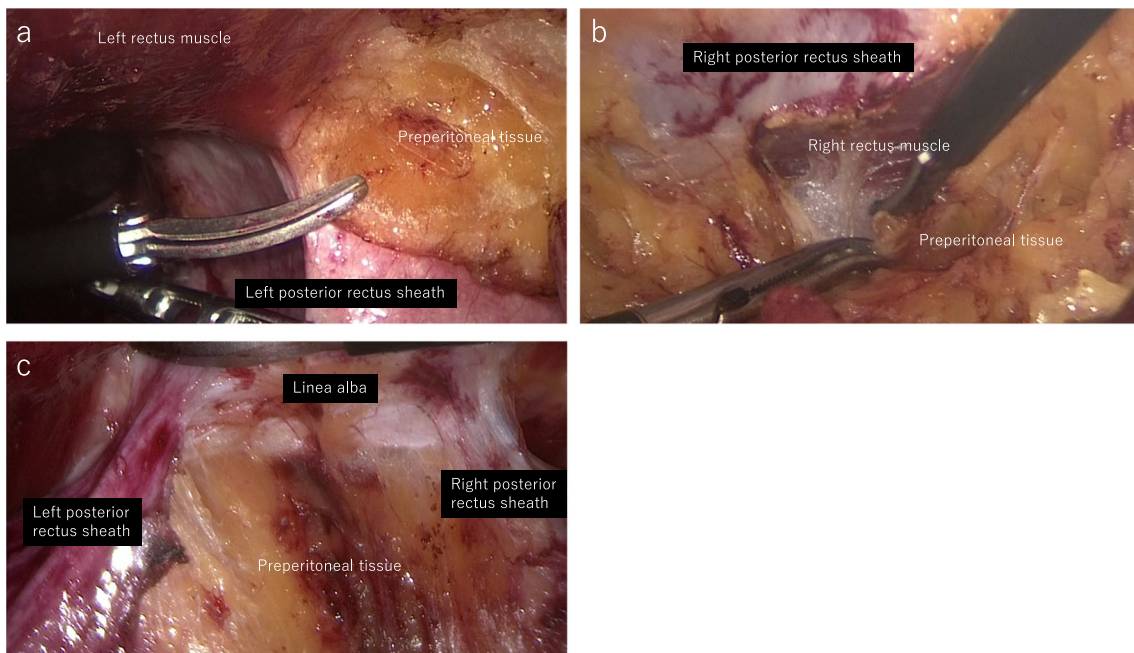 a
Left rectus muscle
Preperitoneal tissue
Left posterior rectus sheath
b
Right posterior rectus sheath
Right rectus muscle
Preperitoneal tissue
c
Linea alba
Left posterior
rectus sheath
Right posterior
rectus sheath
Preperitoneal tissue